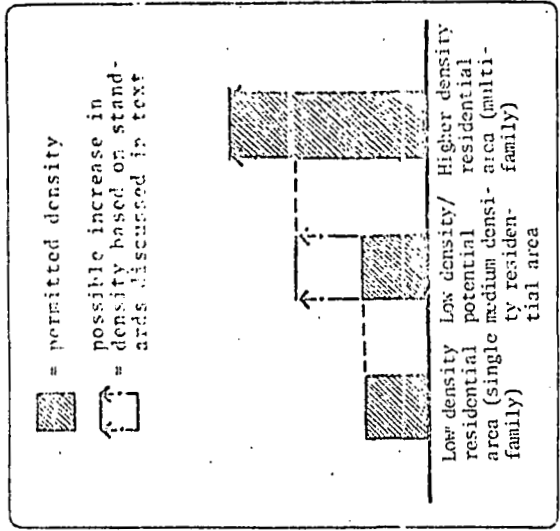 = permitted density
possible increase in
= density based on stand-
ards discussed in text
Low density
residential
area (single
family)
Low density/
potential
medium densi-
ty residen-
tial area
Higher density
residential
area (multi-
family)